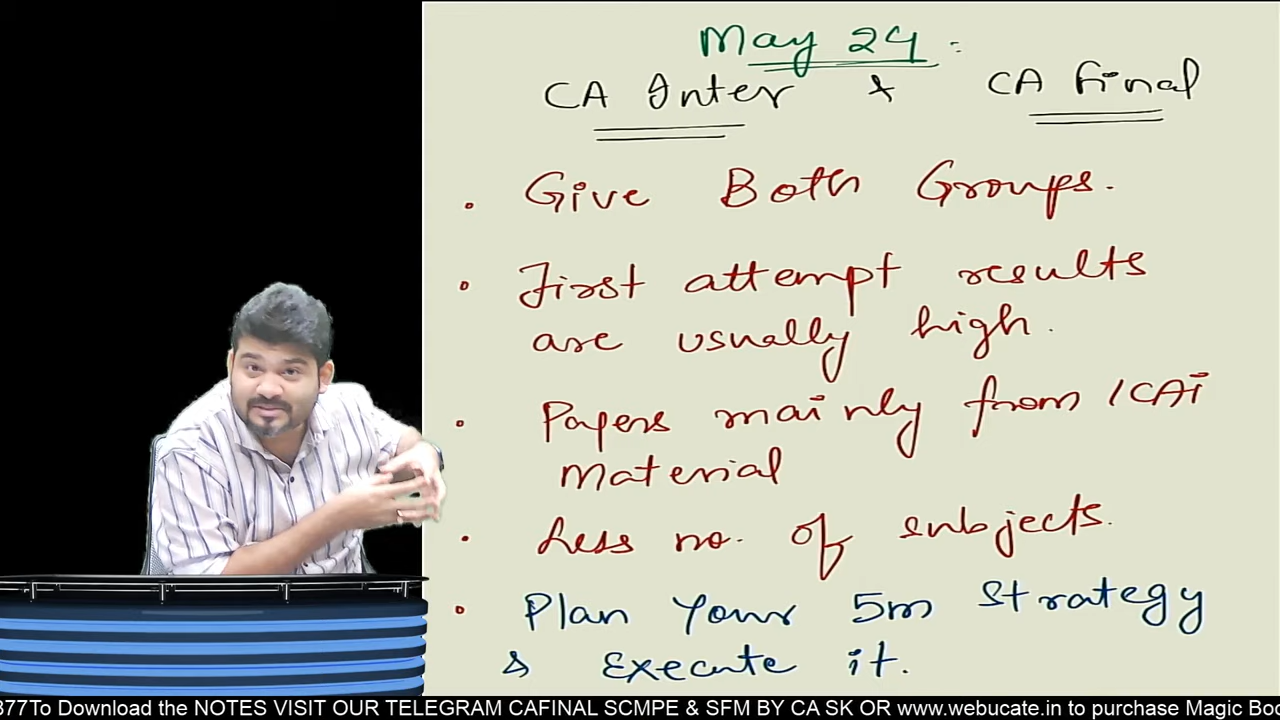 May 24 :
CA Inter & CA Final
• Give Both Groups.
• First attempt results
are usually high.
• Papers mainly from ICAi
Material
• Less no. of subjects.
• Plan Your 5m Strategy
& Execute it.
377To Download the NOTES VISIT OUR TELEGRAM CAFINAL SCMPE & SFM BY CA SK OR www.webucate.in to purchase Magic Boo